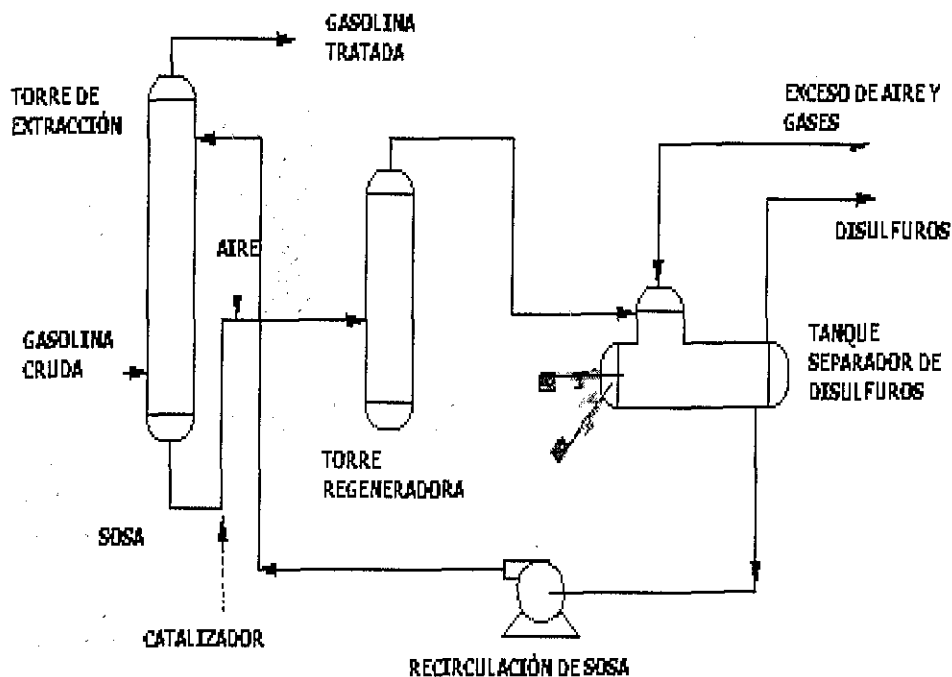 GASOLINA
TRATADA
TORRE DE
EXTRACCIÓN
EXCESO DE AIRE Y
GASES
DISULFUROS
AIRE
GASOLINA
CRUDA
TANQUE
SEPARADOR DE
DISULFUROS
TORRE
REGENERADORA
SOSA
CATALIZADOR
RECIRCULACIÓN DE SOSA